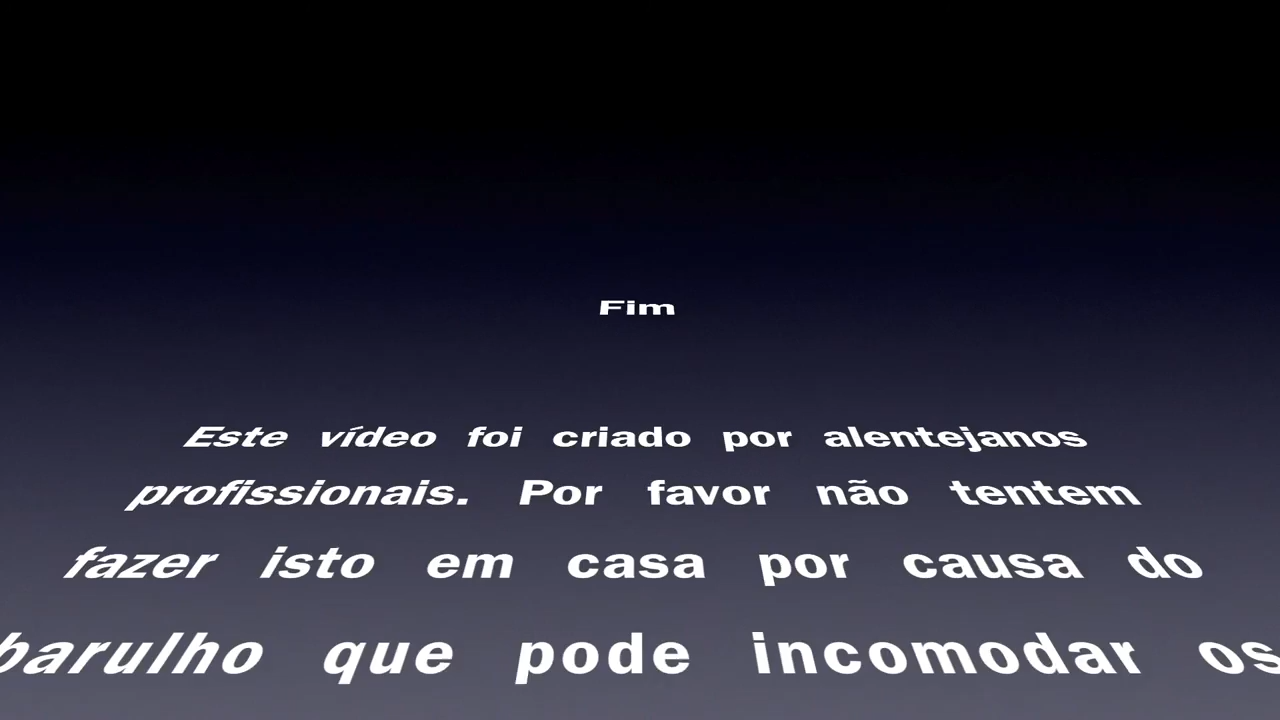 Fim
Este vídeo foi criado por alentejanos
profissionais. Por favor não tentem
fazer isto em casa por causa do
barulho que pode incomodar os